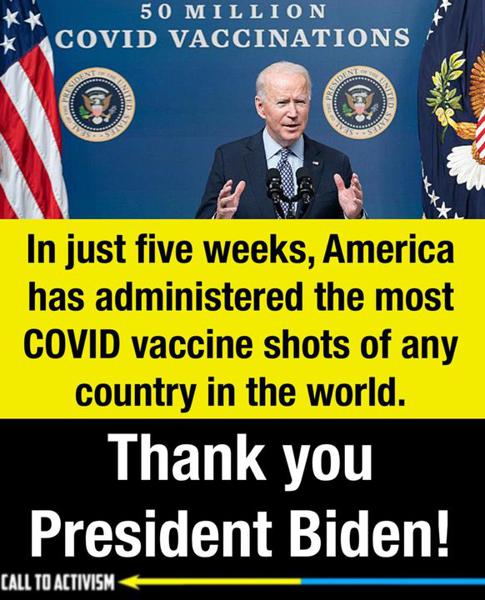 50 MILLION
COVID VACCINATIONS
In just five weeks, America
has administered the most
COVID vaccine shots of any
country in the world.
Thank you
President Biden!
CALL TO ACTIVISM